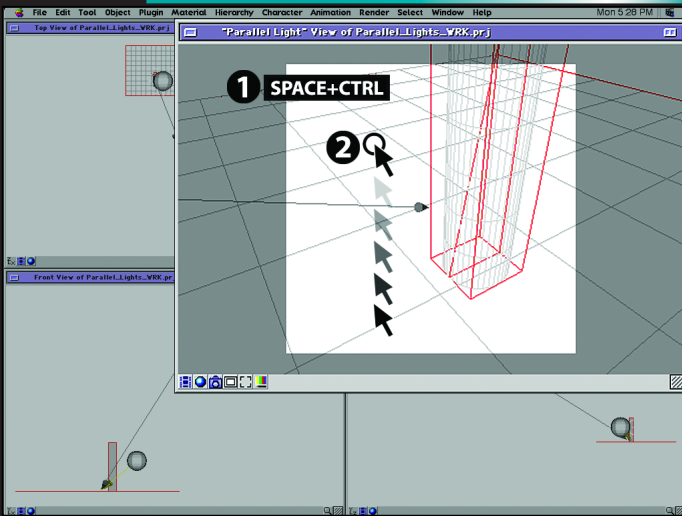 File Edit Tool Object Plugin Material Hierarchy Character Animation Render Select Window Help Mon 5:28 PM
Top View of Parallel_Lights_WRK.prj
"Parallel Light" View of Parallel_Lights_WRK.prj
1 SPACE+CTRL
2
Front View of Parallel_Lights_WRK.pr